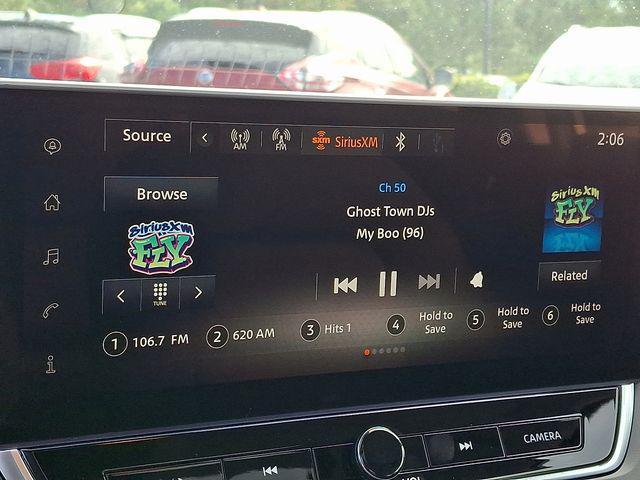 Source
AM
FM
sxm SiriusXM
2:06
Browse
Ch 50
Ghost Town DJs
My Boo (96)
SiriusXM
FLY
SiriusXM
FLY
Related
TUNE
1 106.7 FM
2 620 AM
3 Hits 1
4 Hold to
Save
5 Hold to
Save
6 Hold to
Save
CAMERA
VOL